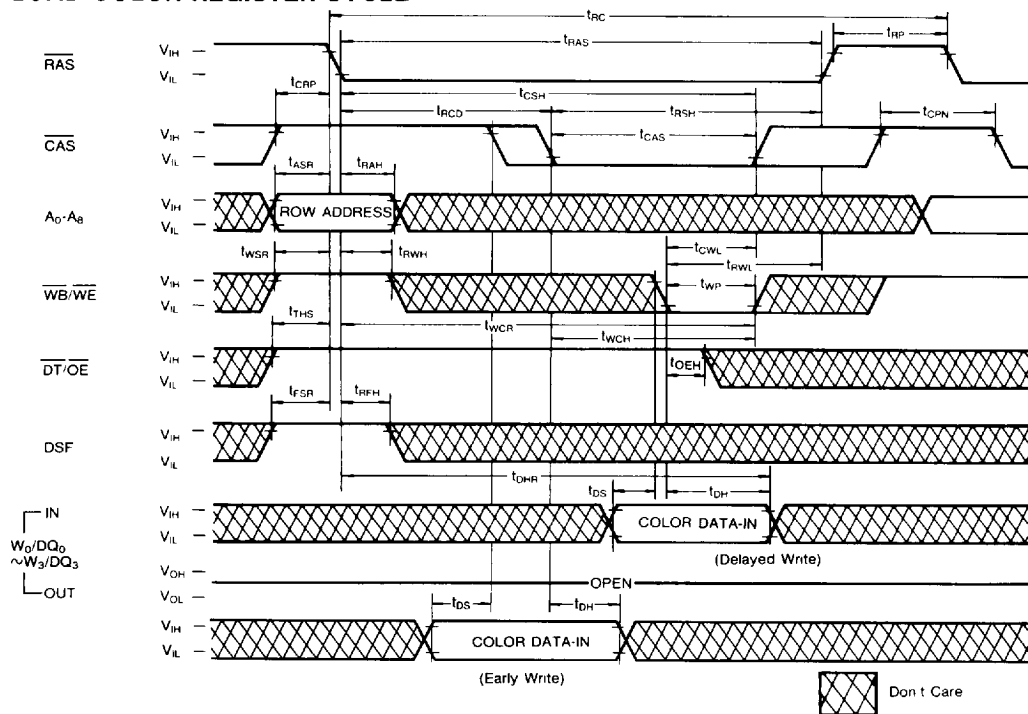 tRC
tRAS
tRP
RAS
VIH
VIL
tCRP
tCSH
tRCD
tRSH
tCPN
CAS
VIH
VIL
tCAS
tASR
tRAH
A0-A8
VIH
VIL
ROW ADDRESS
tWSR
tRWH
tCWL
tRWL
WB/WE
VIH
VIL
tWP
tTHS
tWCR
tWCH
DT/OE
VIH
VIL
tOEH
tFSR
tRFH
DSF
VIH
VIL
tDHR
tDS
tDH
IN
VIH
VIL
COLOR DATA-IN
(Delayed Write)
W0/DQ0
~W3/DQ3
OUT
VOH
VOL
OPEN
tDS
tDH
VIH
VIL
COLOR DATA-IN
(Early Write)
Don t Care